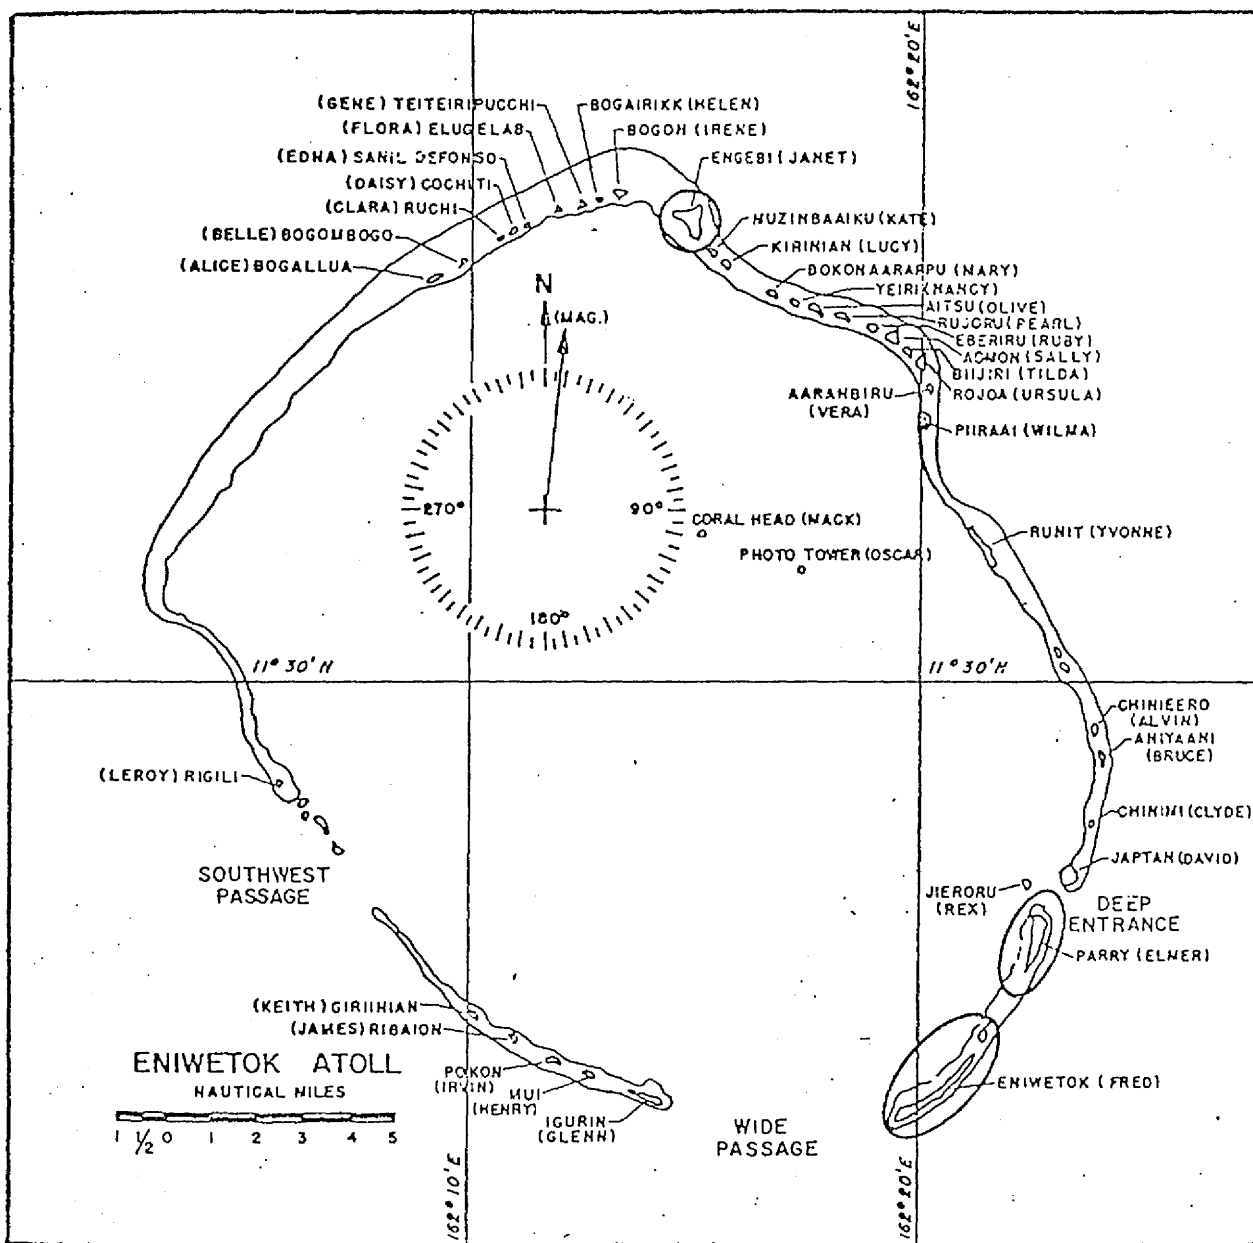 162° 20' E
(GENE) TEITEIRIPUCCHI
BOGAIRIKK (HELEN)
(FLORA) ELUGELAB
BOGON (IRENE)
(EDNA) SANIL DEFONSO
ENGEBI (JANET)
(DAISY) COCHITI
(CLARA) RUCHI
MUZINBAAIKU (KATE)
(BELLE) BOGOMBOGO
KIRINIAN (LUCY)
(ALICE) BOGALLUA
BOKONAARAPPU (MARY)
YEIRI (NANCY)
N
AITSU (OLIVE)
(MAG.)
RUJORU (PEARL)
EBERIRU (RUBY)
AOMON (SALLY)
BIIJIRI (TILDA)
AARANBIRU
(VERA)
ROJOA (URSULA)
PIIRAAI (WILMA)
270°
90°
CORAL HEAD (MACK)
RUNIT (YVONNE)
PHOTO TOWER (OSCAR)
180°
11° 30' N
11° 30' N
CHINIEERO
(ALVIN)
ANIYAANI
(BRUCE)
(LEROY) RIGILI
CHINIMI (CLYDE)
SOUTHWEST
PASSAGE
JAPTAN (DAVID)
JIERORU
(REX)
DEEP
ENTRANCE
PARRY (ELMER)
(KEITH) GIRIINIAN
(JAMES) RIBAION
ENIWETOK ATOLL
NAUTICAL MILES
1 1/2 0 1 2 3 4 5
POKON
(IRVIN)
MUI
(HENRY)
IGURIN
(GLENN)
ENIWETOK (FRED)
WIDE
PASSAGE
162° 10' E
162° 20' E